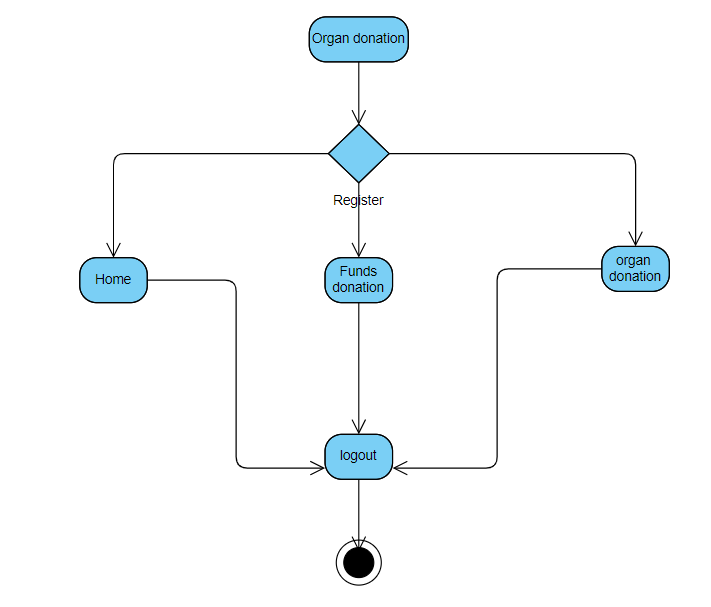 Organ donation
Register
Home
Funds
donation
organ
donation
logout